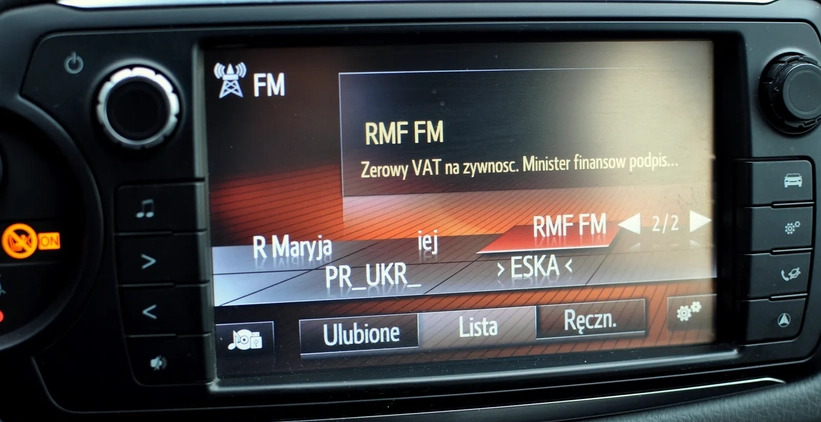 FM
RMF FM
Zerowy VAT na zywnosc. Minister finansow podpis...
R Maryja
iej
RMF FM
2/2
PR_UKR_
> ESKA <
Ulubione
Lista
Ręczn.
ON